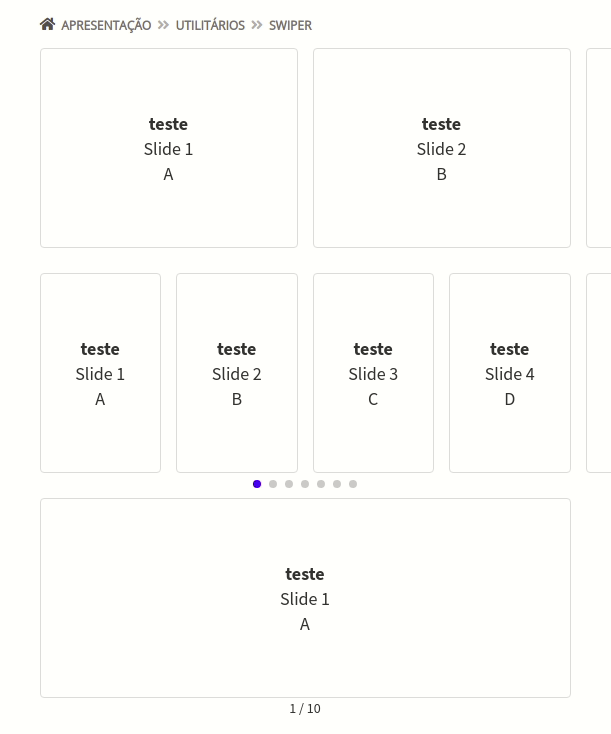 APRESENTAÇÃO >> UTILITÁRIOS >> SWIPER
teste
Slide 1
A
teste
Slide 2
B
teste
Slide 1
A
teste
Slide 2
B
teste
Slide 3
C
teste
Slide 4
D
teste
Slide 1
A
1 / 10